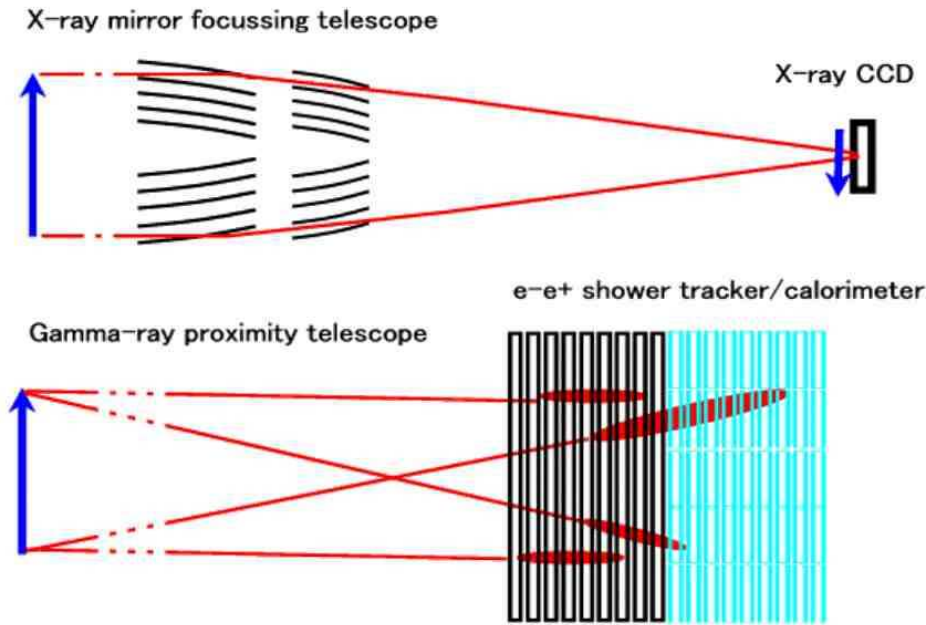 X-ray mirror focussing telescope
X-ray CCD
e-e+ shower tracker/calorimeter
Gamma-ray proximity telescope